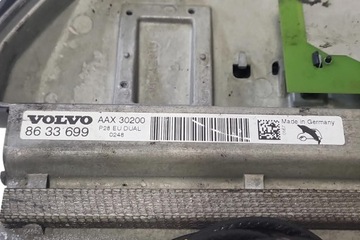 VOLVO AAX 30200 Made in Germany
86 33 699 P28 EU DUAL
0248